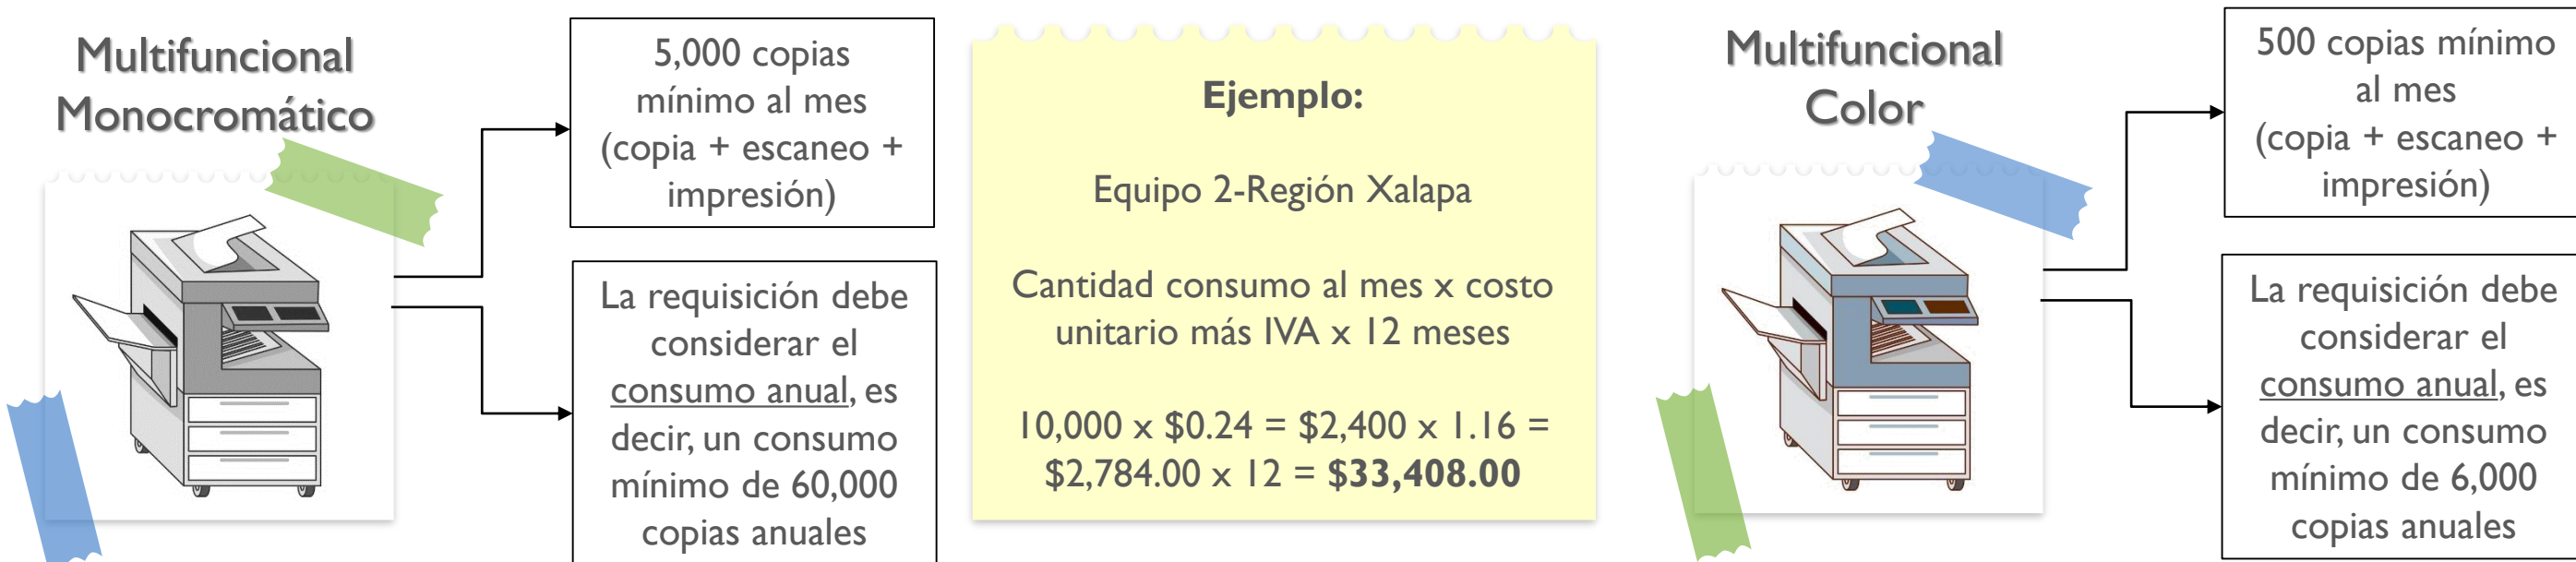 Multifuncional
Monocromático
5,000 copias
mínimo al mes
(copia + escaneo +
impresión)
La requisición debe
considerar el
consumo anual, es
decir, un consumo
mínimo de 60,000
copias anuales
Ejemplo:
Equipo 2-Región Xalapa
Cantidad consumo al mes x costo
unitario más IVA x 12 meses
10,000 x $0.24 = $2,400 x 1.16 =
$2,784.00 x 12 = $33,408.00
Multifuncional
Color
500 copias mínimo
al mes
(copia + escaneo +
impresión)
La requisición debe
considerar el
consumo anual, es
decir, un consumo
mínimo de 6,000
copias anuales